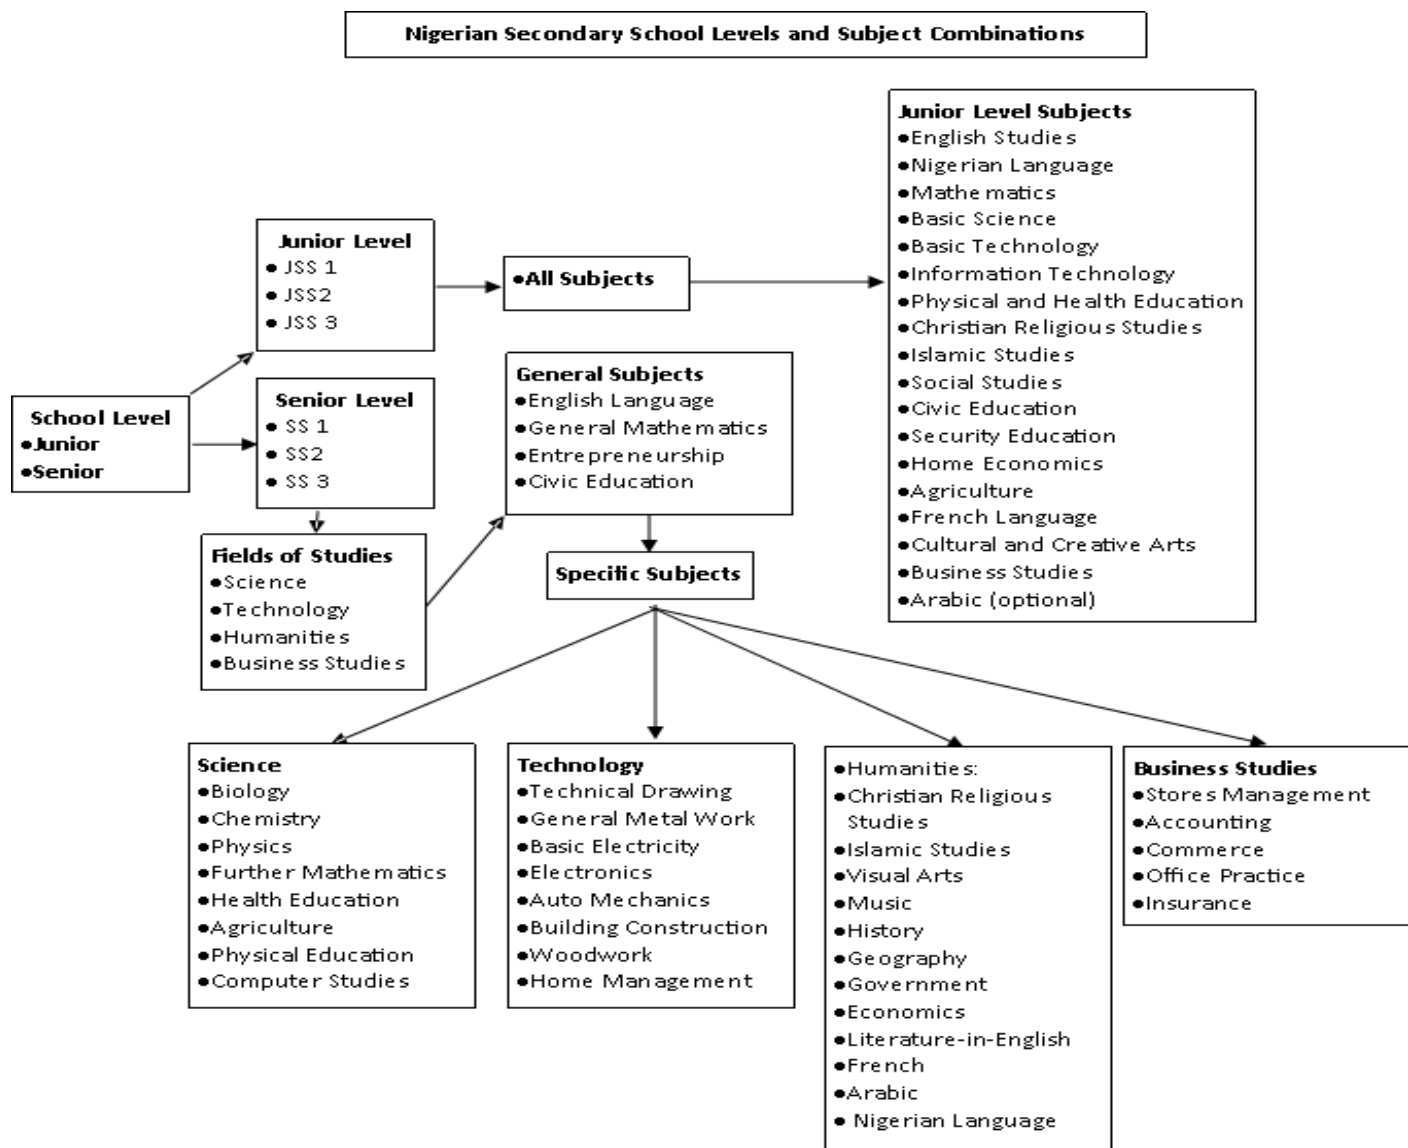 Nigerian Secondary School Levels and Subject Combinations
Junior Level Subjects
●English Studies
●Nigerian Language
●Mathematics
●Basic Science
●Basic Technology
●Information Technology
●Physical and Health Education
●Christian Religious Studies
●Islamic Studies
●Social Studies
●Civic Education
●Security Education
●Home Economics
●Agriculture
●French Language
●Cultural and Creative Arts
●Business Studies
●Arabic (optional)
Junior Level
● JSS 1
● JSS2
● JSS 3
●All Subjects
School Level
●Junior
●Senior
Senior Level
● SS 1
● SS2
● SS 3
General Subjects
●English Language
●General Mathematics
●Entrepreneurship
●Civic Education
Fields of Studies
●Science
●Technology
●Humanities
●Business Studies
Specific Subjects
Science
●Biology
●Chemistry
●Physics
●Further Mathematics
●Health Education
●Agriculture
●Physical Education
●Computer Studies
Technology
●Technical Drawing
●General Metal Work
●Basic Electricity
●Electronics
●Auto Mechanics
●Building Construction
●Woodwork
●Home Management
●Humanities:
●Christian Religious
Studies
●Islamic Studies
●Visual Arts
●Music
●History
●Geography
●Government
●Economics
●Literature-in-English
●French
●Arabic
● Nigerian Language
Business Studies
●Stores Management
●Accounting
●Commerce
●Office Practice
●Insurance